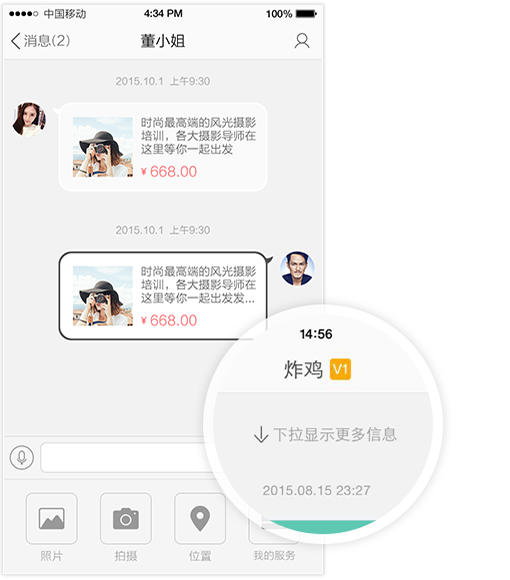 中国移动 4:34 PM 100%
消息(2) 董小姐
2015.10.1 上午9:30
时尚最高端的风光摄影
培训，各大摄影导师在
这里等你一起出发
¥ 668.00
2015.10.1 上午9:30
时尚最高端的风光摄影
培训，各大摄影导师在
这里等你一起出发发...
¥ 668.00
14:56
炸鸡 V1
下拉显示更多信息
2015.08.15 23:27
照片 拍摄 位置 我的服务